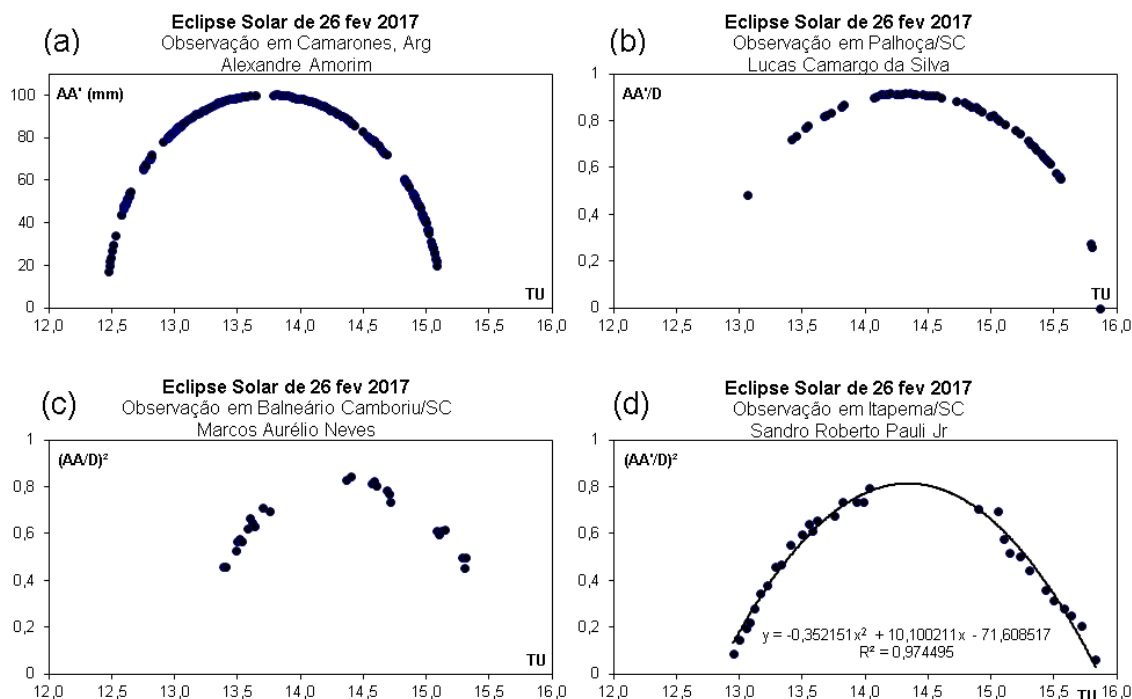 (a)
Eclipse Solar de 26 fev 2017
Observação em Camarones, Arg
Alexandre Amorim
AA' (mm)
100
80
60
40
20
0
TU
12,0 12,5 13,0 13,5 14,0 14,5 15,0 15,5 16,0
(b)
Eclipse Solar de 26 fev 2017
Observação em Palhoça/SC
Lucas Camargo da Silva
1
AA'/D
0,8
0,6
0,4
0,2
0
TU
12,0 12,5 13,0 13,5 14,0 14,5 15,0 15,5 16,0
(c)
Eclipse Solar de 26 fev 2017
Observação em Balneário Camboriu/SC
Marcos Aurélio Neves
1
(AA/D)²
0,8
0,6
0,4
0,2
0
TU
12,0 12,5 13,0 13,5 14,0 14,5 15,0 15,5 16,0
(d)
Eclipse Solar de 26 fev 2017
Observação em Itapema/SC
Sandro Roberto Pauli Jr
1
(AA'/D)²
0,8
0,6
0,4
0,2
0
y = -0,352151x² + 10,100211x - 71,608517
R² = 0,974495
TU
12,0 12,5 13,0 13,5 14,0 14,5 15,0 15,5 16,0